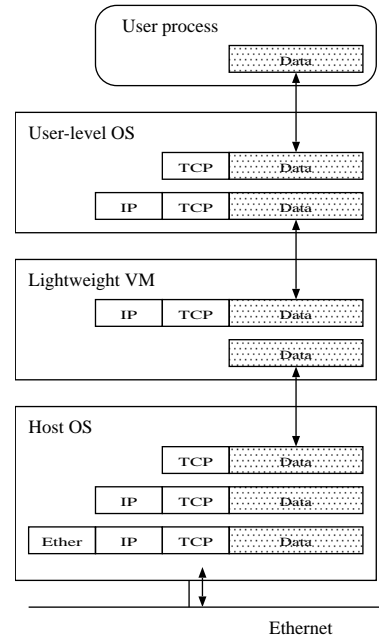 User process
Data
User-level OS
TCP Data
IP TCP Data
Lightweight VM
IP TCP Data
Data
Host OS
TCP Data
IP TCP Data
Ether IP TCP Data
Ethernet